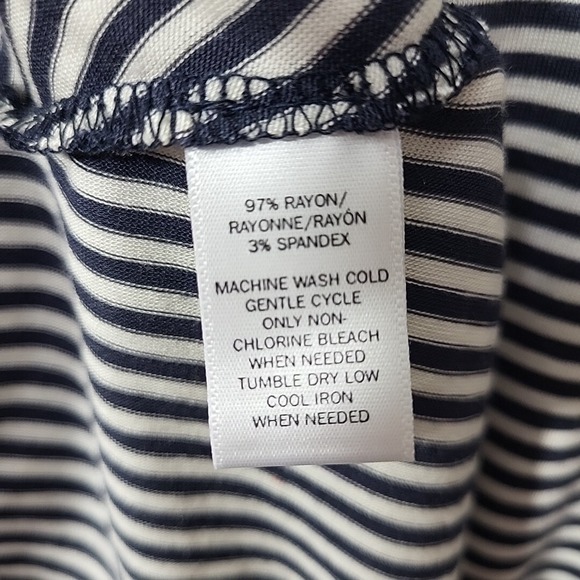 97% RAYON/
RAYONNE/RAYÓN
3% SPANDEX
MACHINE WASH COLD
GENTLE CYCLE
ONLY NON-
CHLORINE BLEACH
WHEN NEEDED
TUMBLE DRY LOW
COOL IRON
WHEN NEEDED